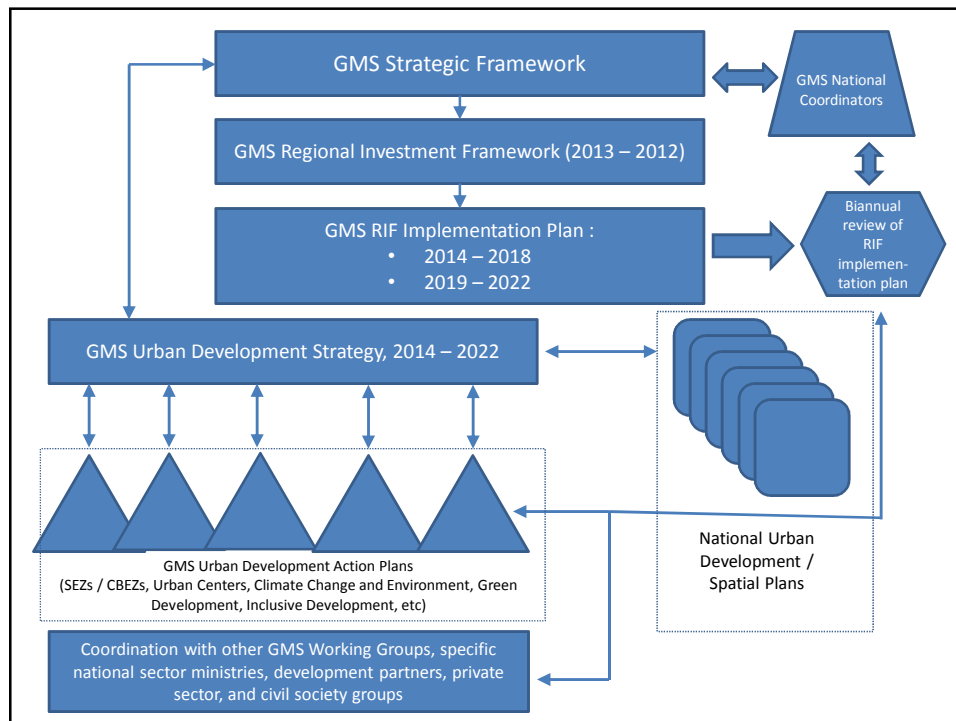 GMS Strategic Framework
GMS National
Coordinators
GMS Regional Investment Framework (2013 – 2012)
GMS RIF Implementation Plan :
• 2014 – 2018
• 2019 – 2022
Biannual
review of
RIF
implemen-
tation plan
GMS Urban Development Strategy, 2014 – 2022
National Urban
Development /
Spatial Plans
GMS Urban Development Action Plans
(SEZs / CBEZs, Urban Centers, Climate Change and Environment, Green
Development, Inclusive Development, etc)
Coordination with other GMS Working Groups, specific
national sector ministries, development partners, private
sector, and civil society groups